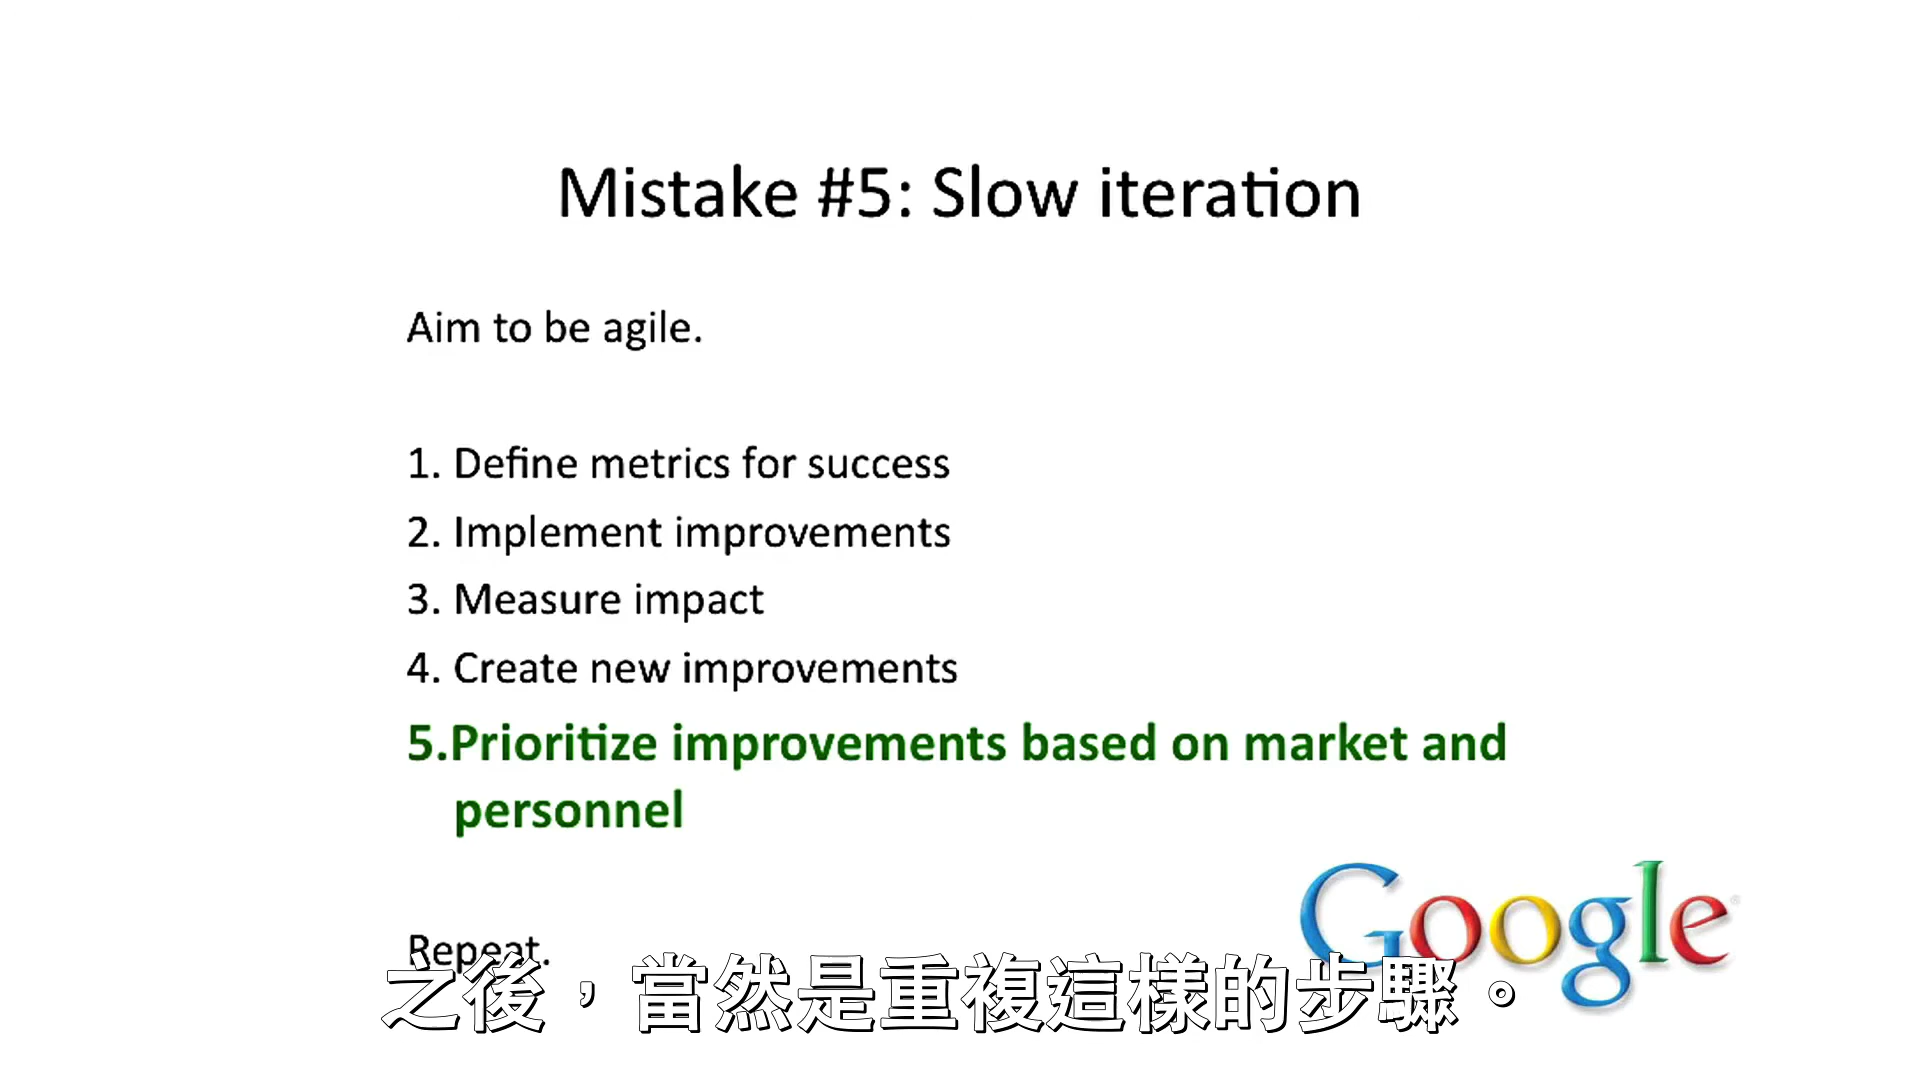 Mistake #5: Slow iteration
Aim to be agile.
1. Define metrics for success
2. Implement improvements
3. Measure impact
4. Create new improvements
5.Prioritize improvements based on market and
personnel
Repeat.
Google
之後，當然是重複這樣的步驟。